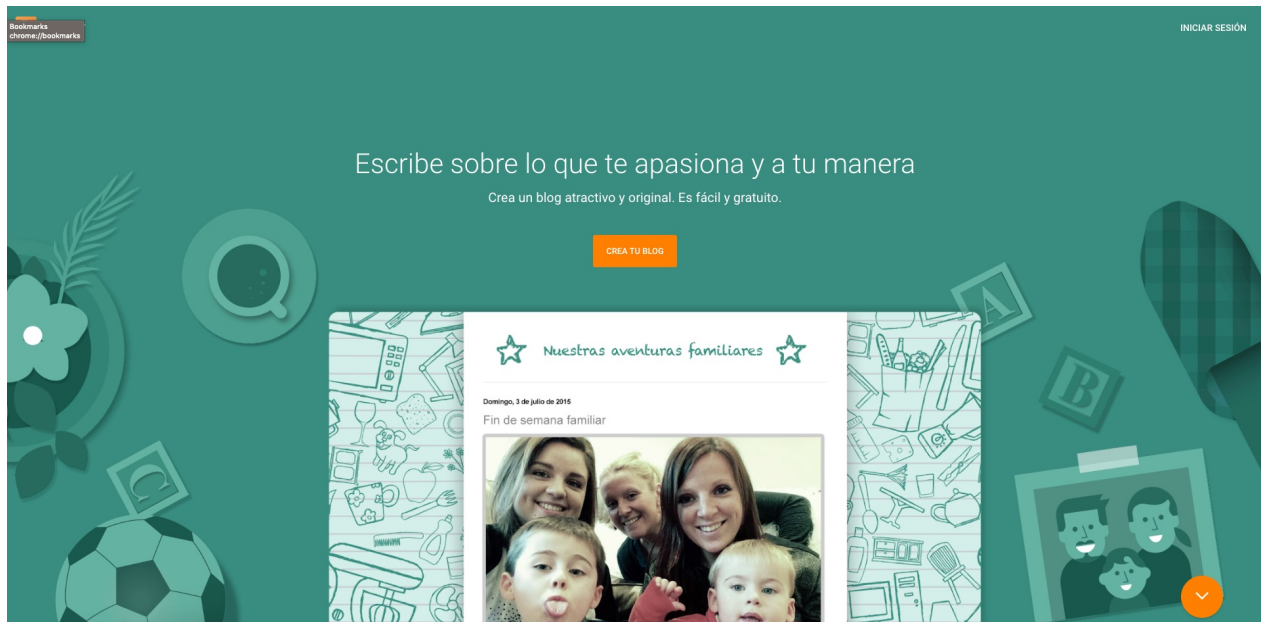 Bookmarks
chrome://bookmarks
INICIAR SESIÓN
Escribe sobre lo que te apasiona y a tu manera
Crea un blog atractivo y original. Es fácil y gratuito.
CREA TU BLOG
Nuestras aventuras familiares
Domingo, 3 de julio de 2015
Fin de semana familiar
A
B
C